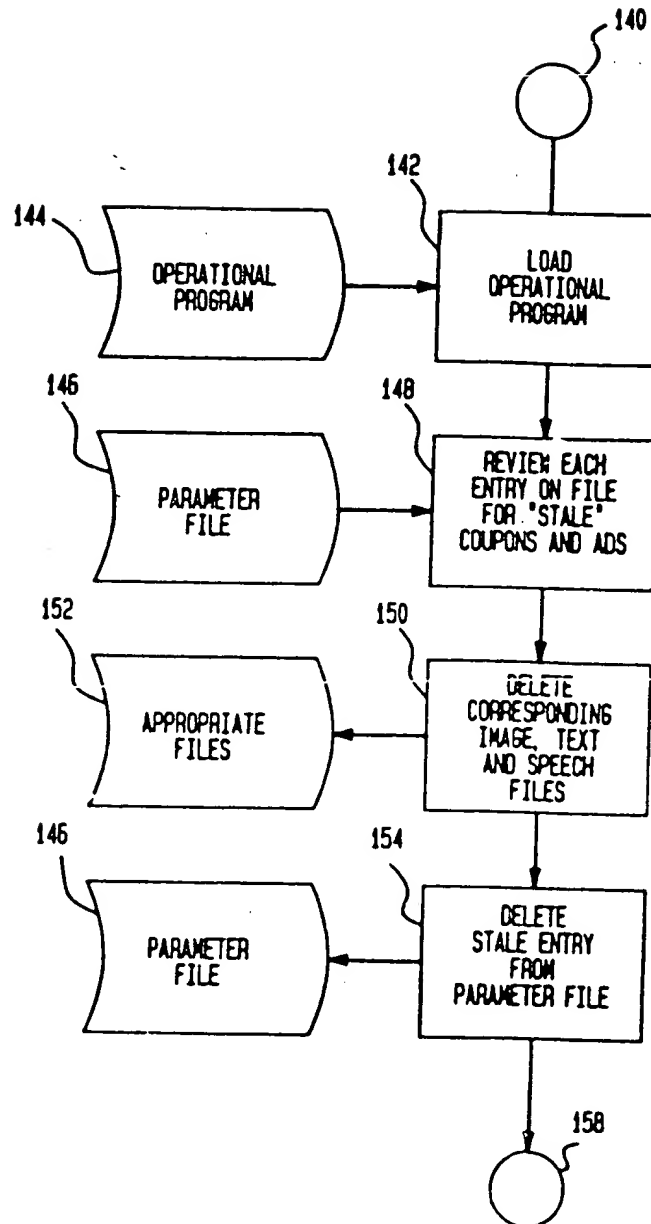 140
142
144
OPERATIONAL
PROGRAM
LOAD
OPERATIONAL
PROGRAM
146
148
PARAMETER
FILE
REVIEW EACH
ENTRY ON FILE
FOR "STALE"
COUPONS AND ADS
152
150
APPROPRIATE
FILES
DELETE
CORRESPONDING
IMAGE, TEXT
AND SPEECH
FILES
146
154
PARAMETER
FILE
DELETE
STALE ENTRY
FROM
PARAMETER FILE
158